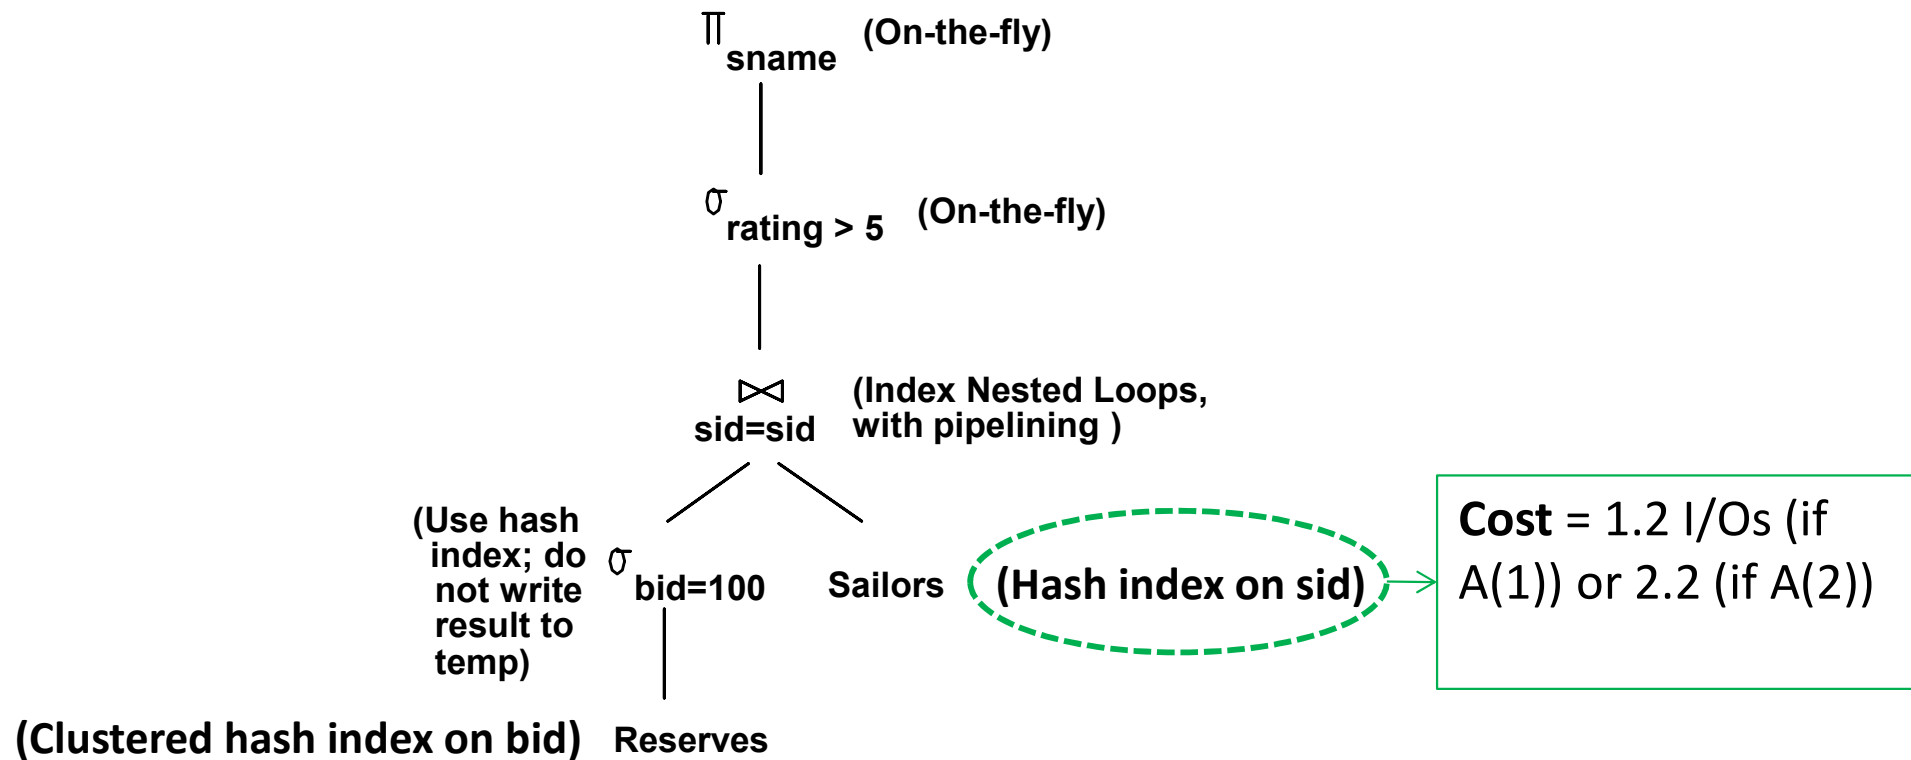 π sname (On-the-fly)
σ rating > 5 (On-the-fly)
⋈ (Index Nested Loops,
sid=sid with pipelining )
(Use hash
index; do
not write
result to
temp)
σ bid=100
Sailors
(Hash index on sid)
Cost = 1.2 I/Os (if
A(1)) or 2.2 (if A(2))
(Clustered hash index on bid) Reserves